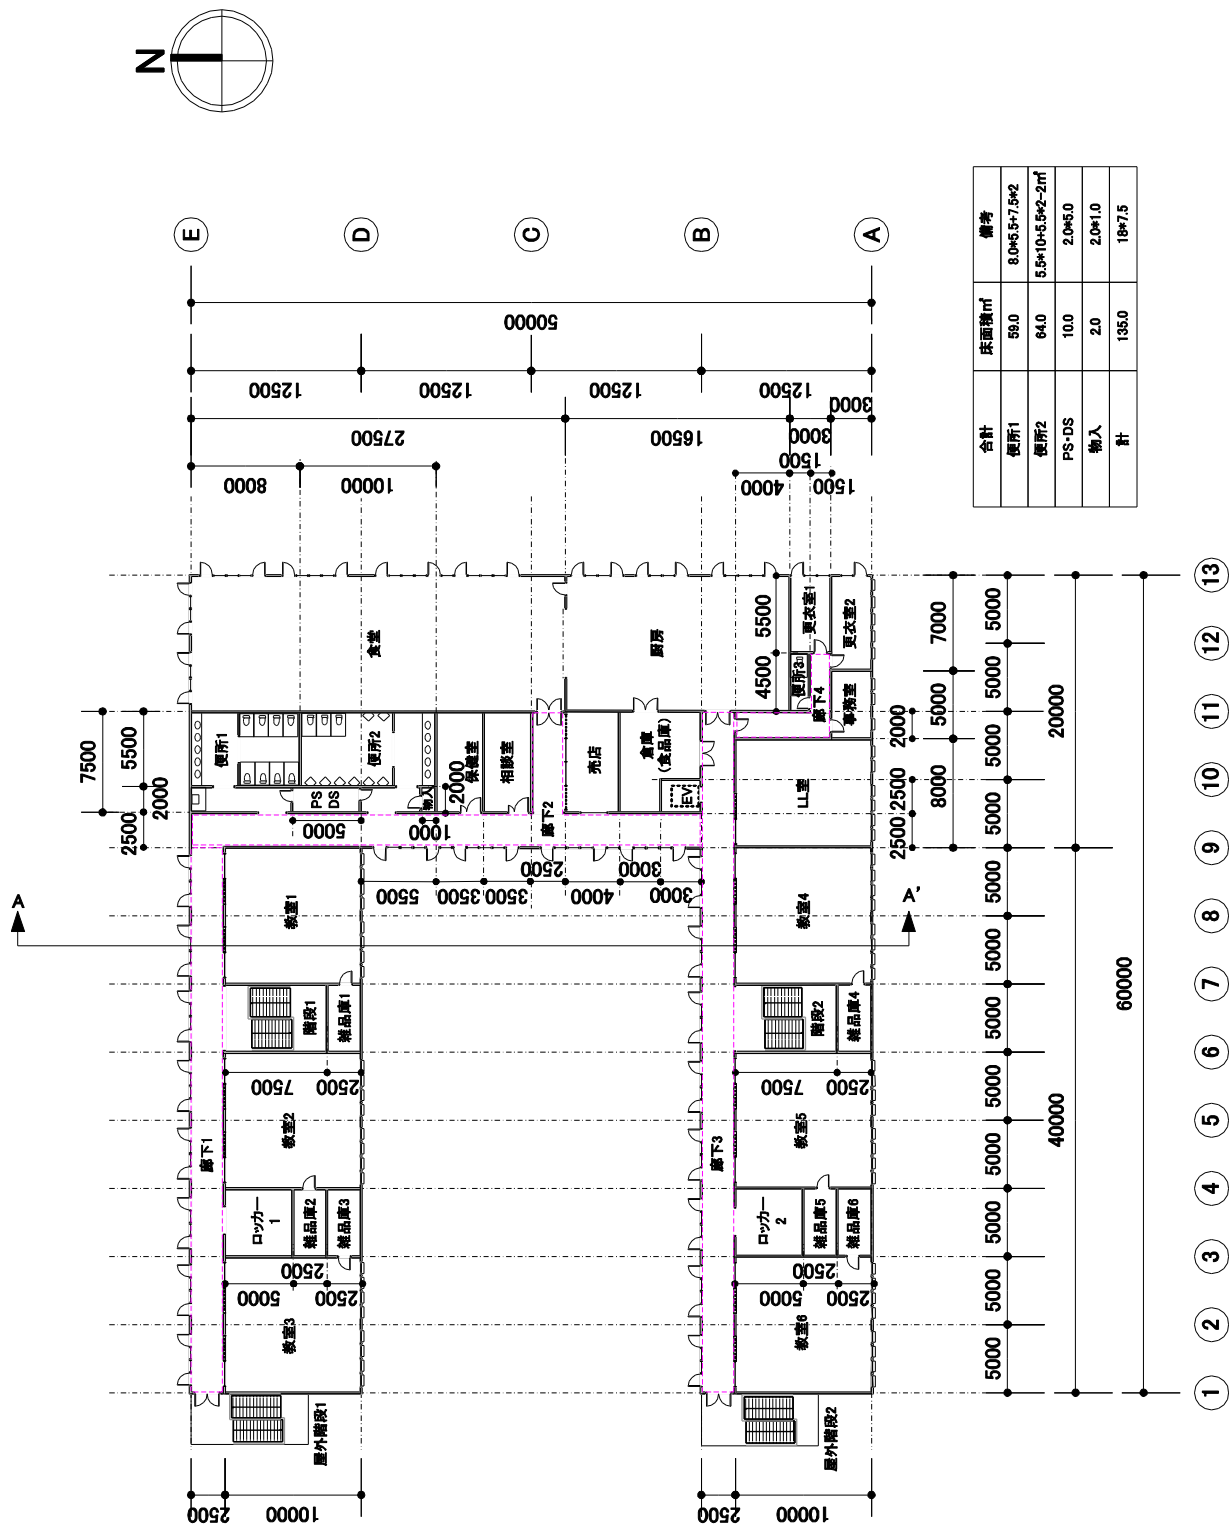 N
E
D
C
B
A
50000
12500
12500
12500
12500
27500
16500
3000
3000
8000
10000
4000
1500
1500
合計
床面積㎡
備考
便所1
59.0
8.0*5.5+7.5*2
便所2
64.0
5.5*10+5.5*2-2㎡
PS・DS
10.0
2.0*5.0
物入
2.0
2.0*1.0
計
135.0
18*7.5
食堂
厨房
5500
4500
更衣室1
更衣室2
便所3
廊下4
事務室
7500
5500
2000
2500
便所1
便所2
PS
DS
物入
2000
保健室
相談室
売店
倉庫
(食品庫)
EV
LL室
廊下2
5000
1000
5500
3500
3500
2500
4000
3000
3000
2000
2500
2500
7000
5000
8000
A
A'
教室1
教室4
階段1
雑品庫1
階段2
雑品庫4
7500
2500
7500
2500
教室2
教室5
廊下1
廊下3
ロッカー
1
雑品庫2
雑品庫3
ロッカー
2
雑品庫5
雑品庫6
5000
2500
2500
5000
2500
2500
教室3
教室6
屋外階段1
屋外階段2
2500
10000
2500
10000
5000
5000
5000
5000
5000
5000
5000
5000
5000
5000
5000
5000
20000
40000
60000
13
12
11
10
9
8
7
6
5
4
3
2
1